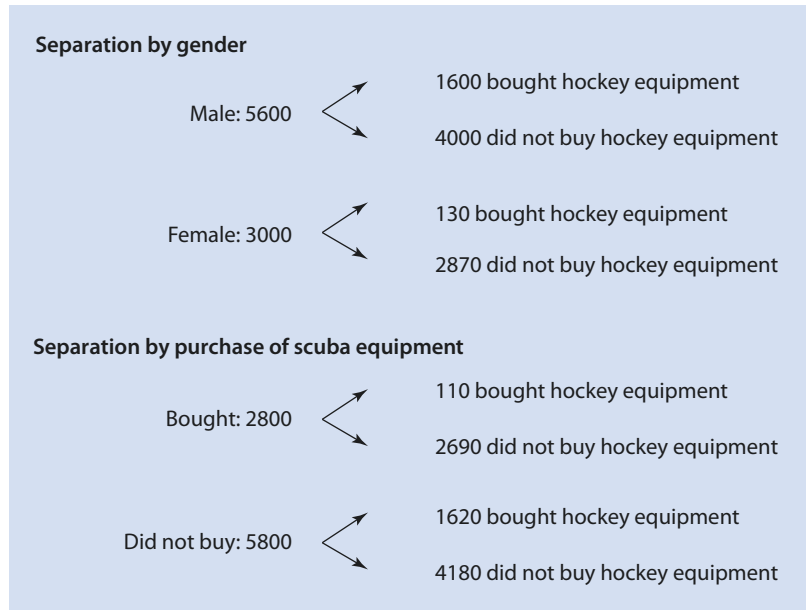 Separation by gender
1600 bought hockey equipment
Male: 5600
4000 did not buy hockey equipment
130 bought hockey equipment
Female: 3000
2870 did not buy hockey equipment
Separation by purchase of scuba equipment
110 bought hockey equipment
Bought: 2800
2690 did not buy hockey equipment
1620 bought hockey equipment
Did not buy: 5800
4180 did not buy hockey equipment